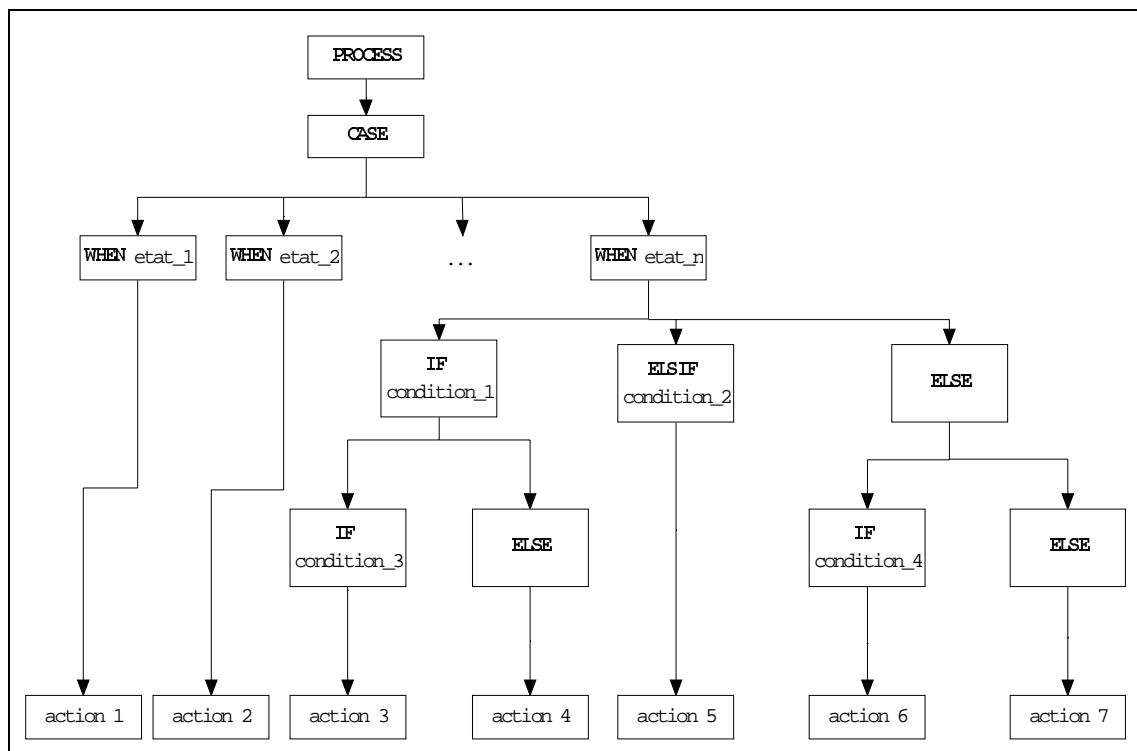 PROCESS
CASE
WHEN etat_1
WHEN etat_2
...
WHEN etat_n
IF
condition_1
ELSIF
condition_2
ELSE
IF
condition_3
ELSE
IF
condition_4
ELSE
action 1
action 2
action 3
action 4
action 5
action 6
action 7